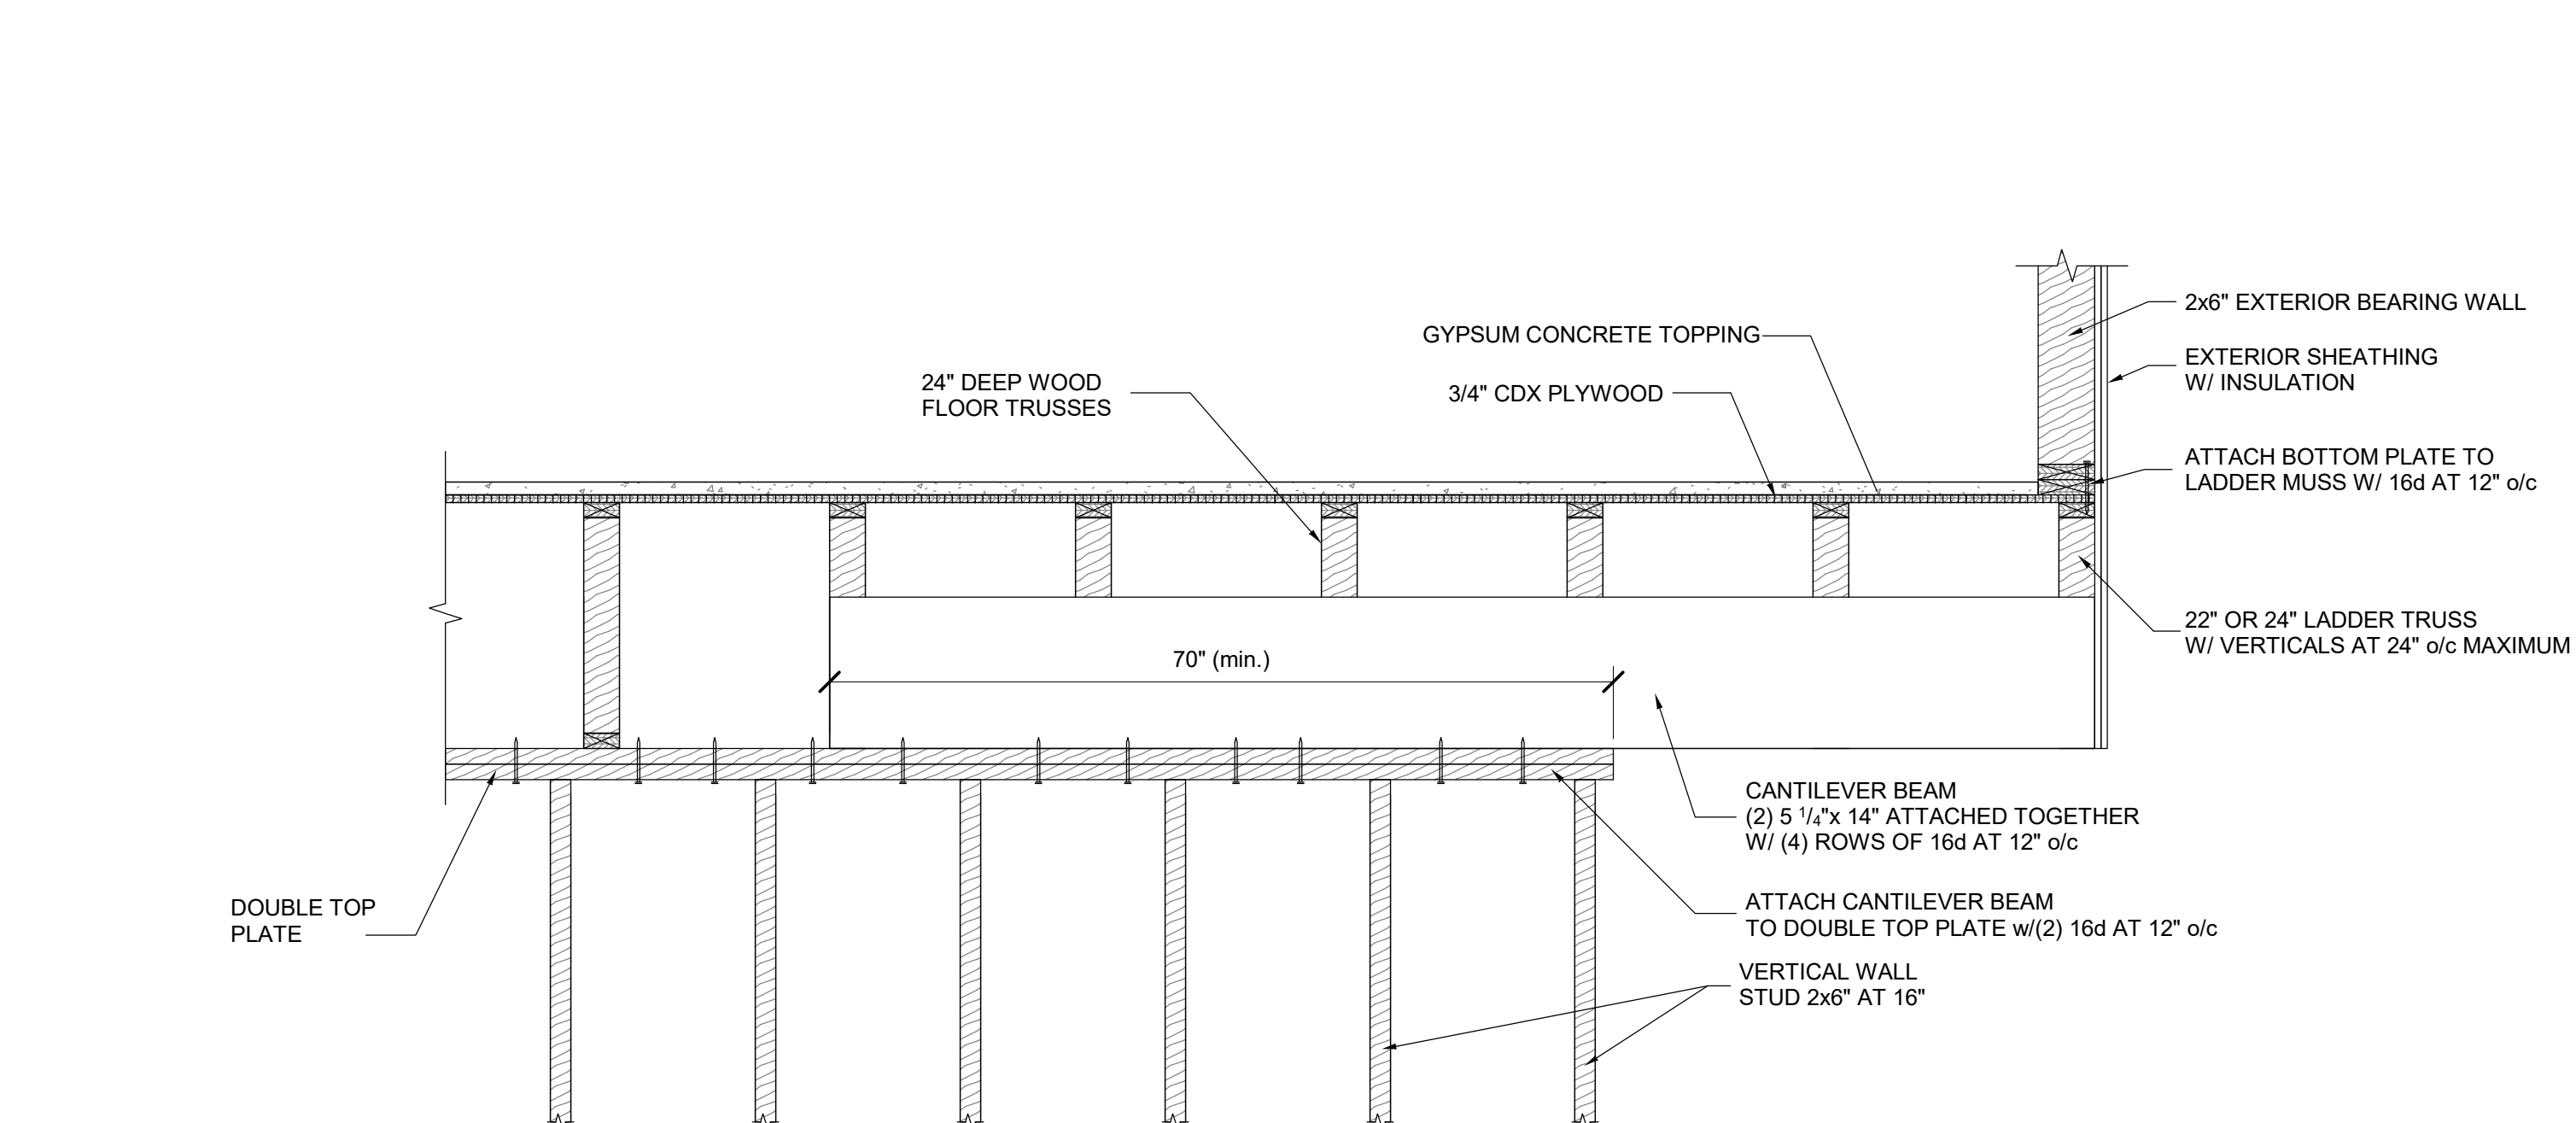 2x6" EXTERIOR BEARING WALL
GYPSUM CONCRETE TOPPING
EXTERIOR SHEATHING
W/ INSULATION
24" DEEP WOOD
FLOOR TRUSSES
3/4" CDX PLYWOOD
ATTACH BOTTOM PLATE TO
LADDER MUSS W/ 16d AT 12" o/c
22" OR 24" LADDER TRUSS
W/ VERTICALS AT 24" o/c MAXIMUM
70" (min.)
CANTILEVER BEAM
(2) 5 1/4"x 14" ATTACHED TOGETHER
W/ (4) ROWS OF 16d AT 12" o/c
DOUBLE TOP
PLATE
ATTACH CANTILEVER BEAM
TO DOUBLE TOP PLATE w/(2) 16d AT 12" o/c
VERTICAL WALL
STUD 2x6" AT 16"